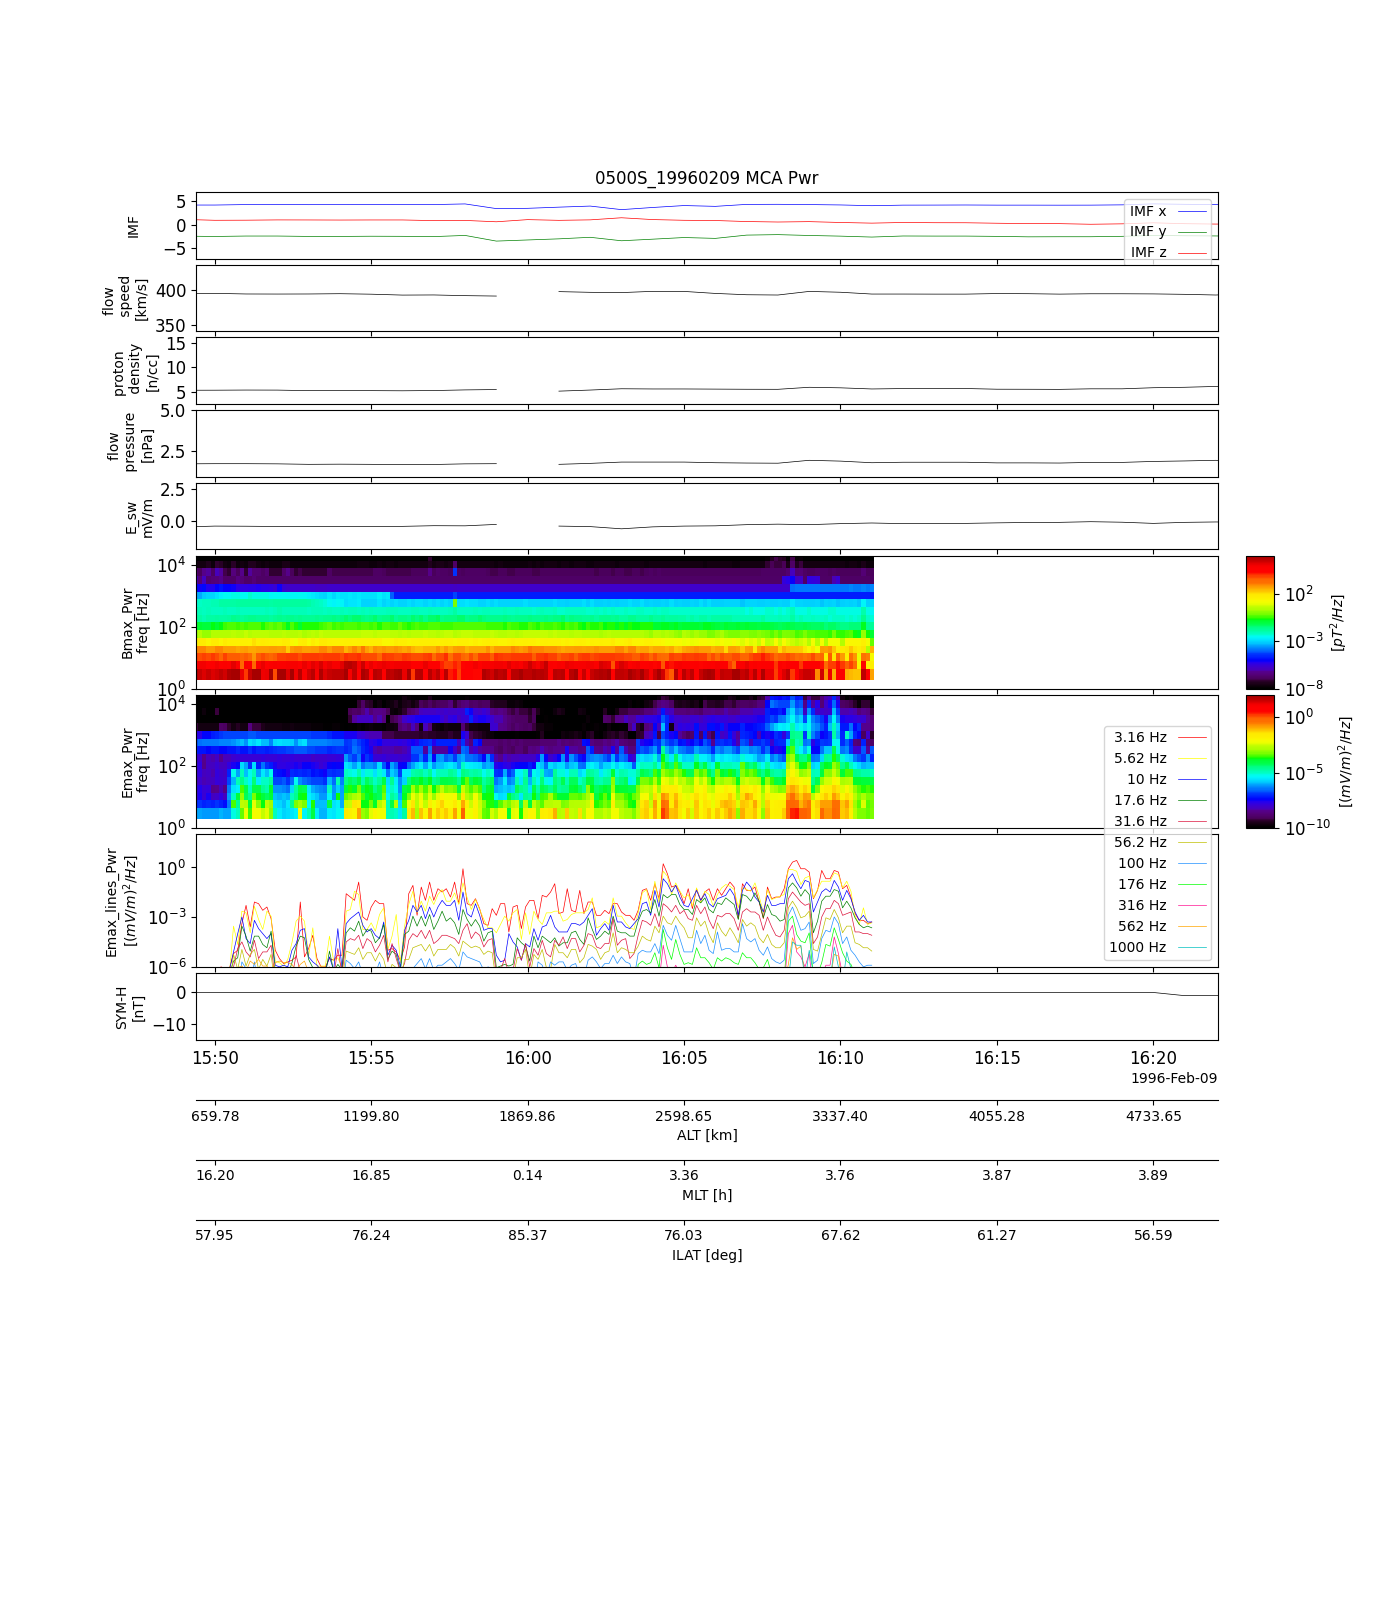 0500S_19960209 MCA Pwr
5
0
−5
IMF
IMF x
IMF y
IMF z
400
350
flow
speed
[km/s]
15
10
5
proton
density
[n/cc]
5.0
2.5
flow
pressure
[nPa]
2.5
0.0
E_sw
mV/m
10^4
10^2
10^0
Bmax_Pwr
freq [Hz]
10^2
10^−3
10^−8
[pT^2/Hz]
10^4
10^2
10^0
Emax_Pwr
freq [Hz]
10^0
10^−5
10^−10
[(mV/m)^2/Hz]
3.16 Hz
5.62 Hz
10 Hz
17.6 Hz
31.6 Hz
56.2 Hz
100 Hz
176 Hz
316 Hz
562 Hz
1000 Hz
10^0
10^−3
10^−6
Emax_lines_Pwr
[(mV/m)^2/Hz]
0
−10
SYM-H
[nT]
15:50 15:55 16:00 16:05 16:10 16:15 16:20
1996-Feb-09
659.78 1199.80 1869.86 2598.65 3337.40 4055.28 4733.65
ALT [km]
16.20 16.85 0.14 3.36 3.76 3.87 3.89
MLT [h]
57.95 76.24 85.37 76.03 67.62 61.27 56.59
ILAT [deg]